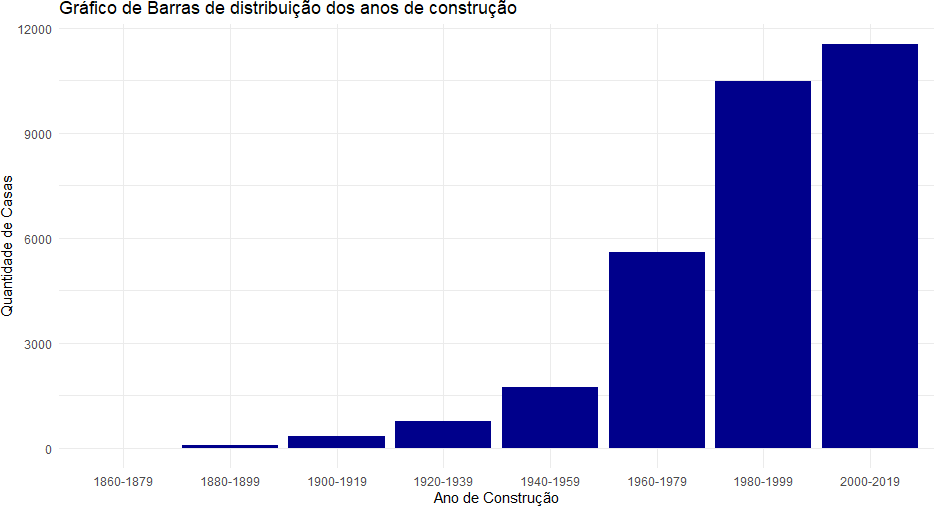 Gráfico de Barras de distribuição dos anos de construção
12000
9000
6000
3000
0
Quantidade de Casas
1860-1879 1880-1899 1900-1919 1920-1939 1940-1959 1960-1979 1980-1999 2000-2019
Ano de Construção